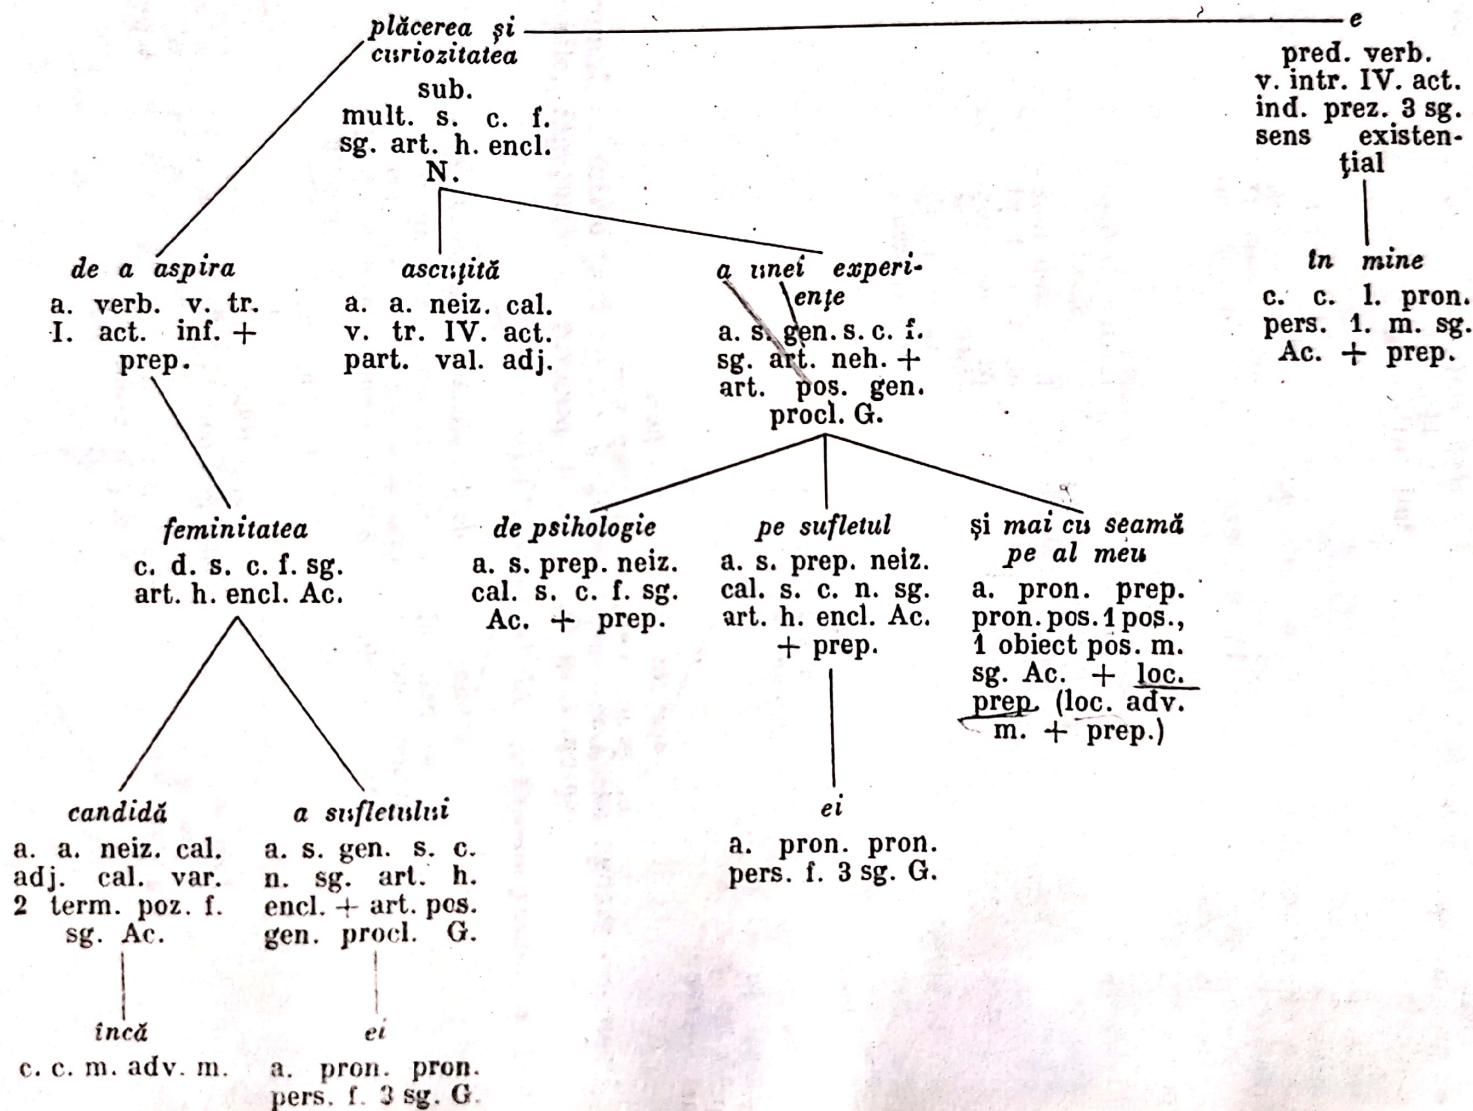 plăcerea și
curiozitatea
sub.
mult. s. c. f.
sg. art. h. encl.
N.
e
pred. verb.
v. intr. IV. act.
ind. prez. 3 sg.
sens existen-
țial
de a aspira
a. verb. v. tr.
I. act. inf. +
prep.
ascuțită
a. a. neiz. cal.
v. tr. IV. act.
part. val. adj.
a unei experi-
ențe
a. s. gen. s. c. f.
sg. art. neh. +
art. pos. gen.
procl. G.
în mine
c. c. l. pron.
pers. 1. m. sg.
Ac. + prep.
feminitatea
c. d. s. c. f. sg.
art. h. encl. Ac.
de psihologie
a. s. prep. neiz.
cal. s. c. f. sg.
Ac. + prep.
pe sufletul
a. s. prep. neiz.
cal. s. c. n. sg.
art. h. encl. Ac.
+ prep.
și mai cu seamă
pe al meu
a. pron. prep.
pron. pos. 1 pos.,
1 obiect pos. m.
sg. Ac. + loc.
prep. (loc. adv.
m. + prep.)
candidă
a. a. neiz. cal.
adj. cal. var.
2 term. poz. f.
sg. Ac.
a sufletului
a. s. gen. s. c.
n. sg. art. h.
encl. + art. pos.
gen. procl. G.
ei
a. pron. pron.
pers. f. 3 sg. G.
încă
c. c. m. adv. m.
ei
a. pron. pron.
pers. f. 3 sg. G.